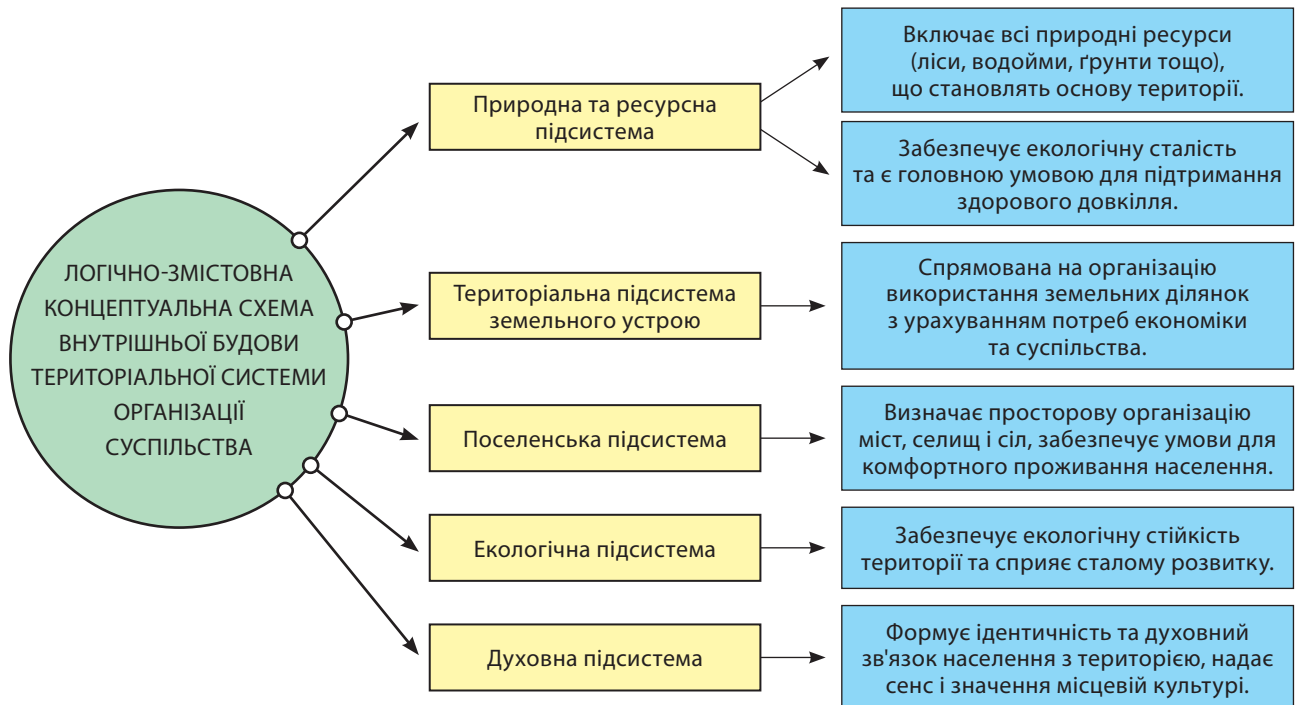 ЛОГІЧНО-ЗМІСТОВНА
КОНЦЕПТУАЛЬНА СХЕМА
ВНУТРІШНЬОЇ БУДОВИ
ТЕРИТОРІАЛЬНОЇ СИСТЕМИ
ОРГАНІЗАЦІЇ
СУСПІЛЬСТВА
Природна та ресурсна
підсистема
Включає всі природні ресурси
(ліси, водойми, ґрунти тощо),
що становлять основу території.
Забезпечує екологічну сталість
та є головною умовою для підтримання
здорового довкілля.
Територіальна підсистема
земельного устрою
Спрямована на організацію
використання земельних ділянок
з урахуванням потреб економіки
та суспільства.
Поселенська підсистема
Визначає просторову організацію
міст, селищ і сіл, забезпечує умови для
комфортного проживання населення.
Екологічна підсистема
Забезпечує екологічну стійкість
території та сприяє сталому розвитку.
Духовна підсистема
Формує ідентичність та духовний
зв'язок населення з територією, надає
сенс і значення місцевій культурі.